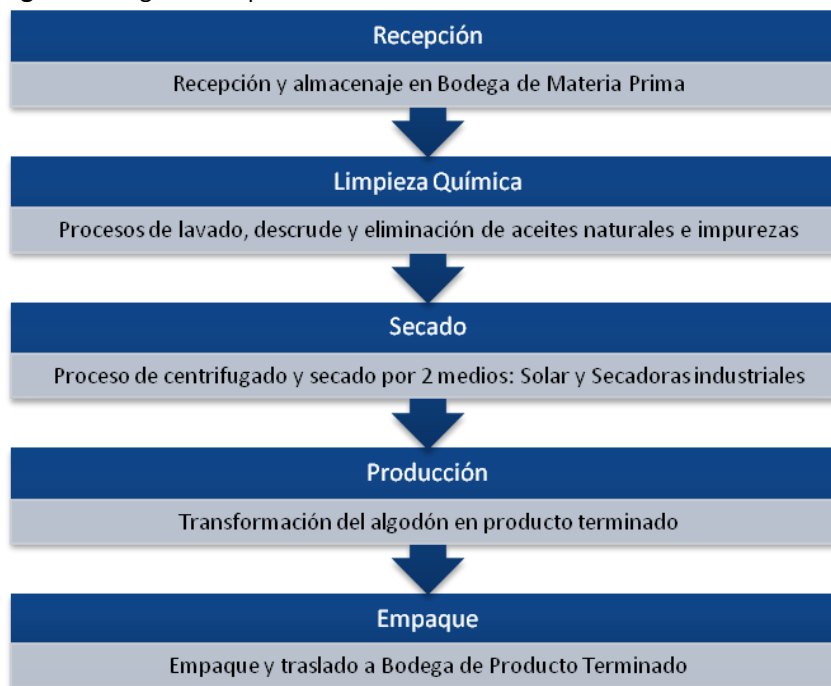 Recepción
Recepción y almacenaje en Bodega de Materia Prima
Limpieza Química
Procesos de lavado, descrude y eliminación de aceites naturales e impurezas
Secado
Proceso de centrifugado y secado por 2 medios: Solar y Secadoras industriales
Producción
Transformación del algodón en producto terminado
Empaque
Empaque y traslado a Bodega de Producto Terminado